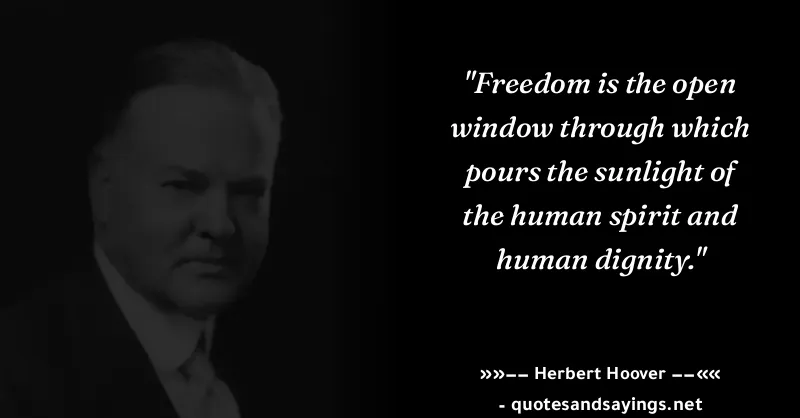 "Freedom is the open
window through which
pours the sunlight of
the human spirit and
human dignity."
»»−− Herbert Hoover −−««
- quotesandsayings.net